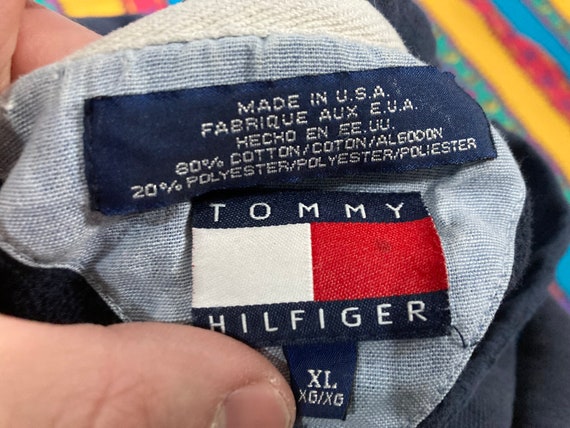 MADE IN U.S.A.
FABRIQUE AUX E.U.A.
HECHO EN EE.UU.
80% COTTON/COTON/ALGODON
20% POLYESTER/POLYESTER/POLIESTER
TOMMY
HILFIGER
XL
XG/XG